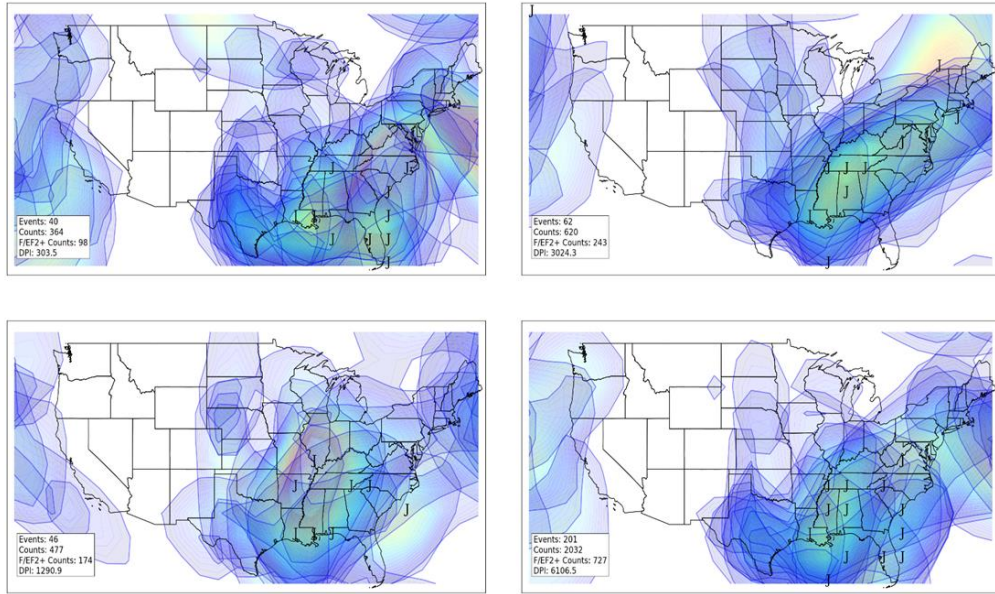 J
J
J
J
J
J
J
J
Events: 40
Counts: 364
F/EF2+ Counts: 98
DPI: 303.5
J
J
J
J
J
J
J
J
J
J
J
Events: 62
Counts: 620
F/EF2+ Counts: 243
DPI: 3024.3
J
J
J
J
J
J
Events: 46
Counts: 477
F/EF2+ Counts: 174
DPI: 1290.9
J
J
J
J
J
J
J
J
J
J
J
Events: 201
Counts: 2032
F/EF2+ Counts: 727
DPI: 6106.5